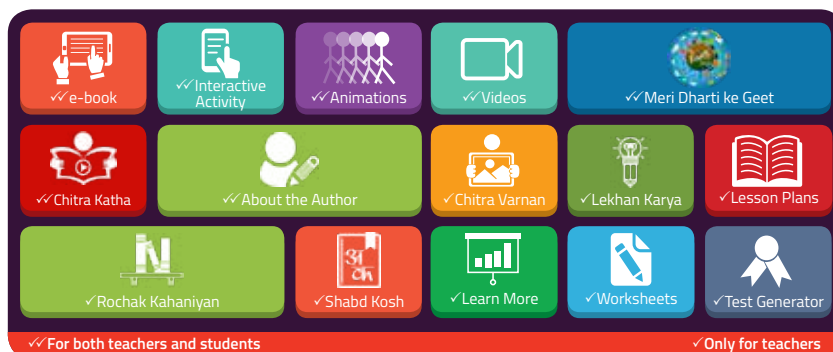 ✓✓e-book
✓✓Interactive
Activity
✓✓Animations
✓✓Videos
✓✓Meri Dharti ke Geet
✓✓Chitra Katha
✓✓About the Author
✓Chitra Varnan
✓Lekhan Karya
✓Lesson Plans
✓Rochak Kahaniyan
अ
क
✓Shabd Kosh
✓Learn More
✓Worksheets
✓Test Generator
✓✓For both teachers and students
✓Only for teachers